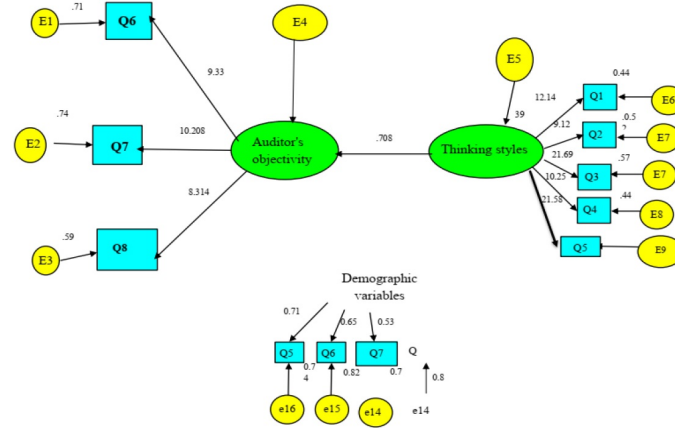 .71
E1
Q6
E4
9.33
E5
12.14
0.44
39
Q1
E6
.74
E2
Q7
10.208
Auditor's
objectivity
.708
Thinking styles
9.12
Q2
.0.5
2
E7
21.69
.57
Q3
E7
10.25
Q4
.44
E8
8.314
21.58
.59
E3
Q8
Q5
E9
Demographic
variables
0.71
0.65
0.53
Q5
0.7
4
Q6
0.82
Q7
0.7
Q
0.8
e16
e15
e14
e14